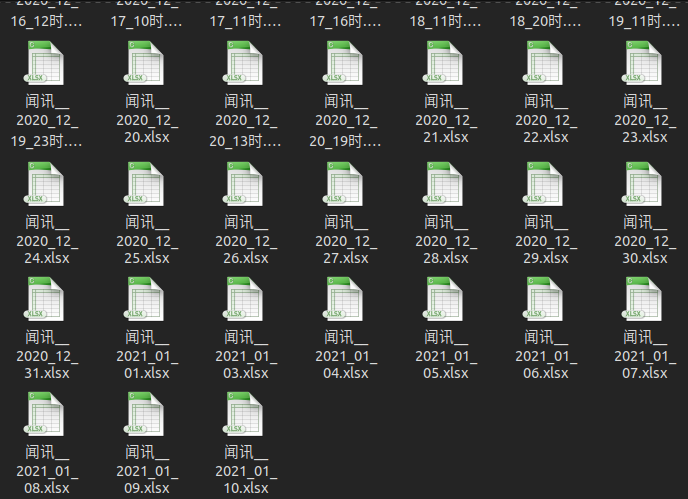 16_12时....
17_10时....
17_11时....
17_16时....
18_11时....
18_20时....
19_11时....
XLSX
闻讯__
2020_12_
19_23时....
XLSX
闻讯__
2020_12_
20.xlsx
XLSX
闻讯__
2020_12_
20_13时....
XLSX
闻讯__
2020_12_
20_19时....
XLSX
闻讯__
2020_12_
21.xlsx
XLSX
闻讯__
2020_12_
22.xlsx
XLSX
闻讯__
2020_12_
23.xlsx
XLSX
闻讯__
2020_12_
24.xlsx
XLSX
闻讯__
2020_12_
25.xlsx
XLSX
闻讯__
2020_12_
26.xlsx
XLSX
闻讯__
2020_12_
27.xlsx
XLSX
闻讯__
2020_12_
28.xlsx
XLSX
闻讯__
2020_12_
29.xlsx
XLSX
闻讯__
2020_12_
30.xlsx
XLSX
闻讯__
2020_12_
31.xlsx
XLSX
闻讯__
2021_01_
01.xlsx
XLSX
闻讯__
2021_01_
03.xlsx
XLSX
闻讯__
2021_01_
04.xlsx
XLSX
闻讯__
2021_01_
05.xlsx
XLSX
闻讯__
2021_01_
06.xlsx
XLSX
闻讯__
2021_01_
07.xlsx
XLSX
闻讯__
2021_01_
08.xlsx
XLSX
闻讯__
2021_01_
09.xlsx
XLSX
闻讯__
2021_01_
10.xlsx